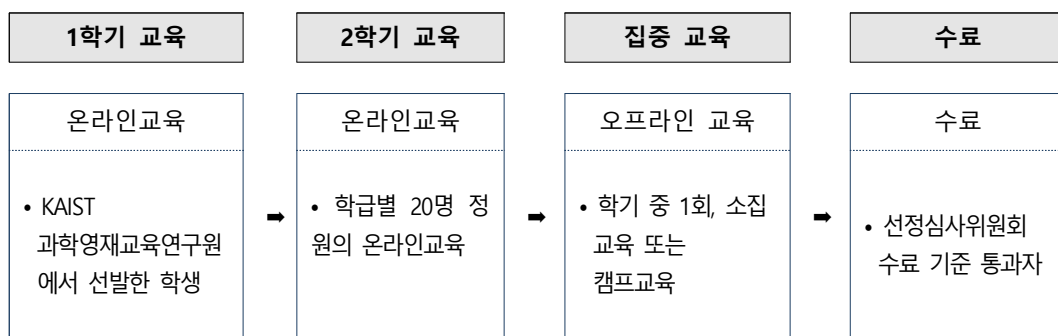 1학기 교육
2학기 교육
집중 교육
수료
온라인교육
• KAIST
과학영재교육연구원
에서 선발한 학생
➡
온라인교육
• 학급별 20명 정
원의 온라인교육
➡
오프라인 교육
• 학기 중 1회, 소집
교육 또는
캠프교육
➡
수료
• 선정심사위원회
수료 기준 통과자